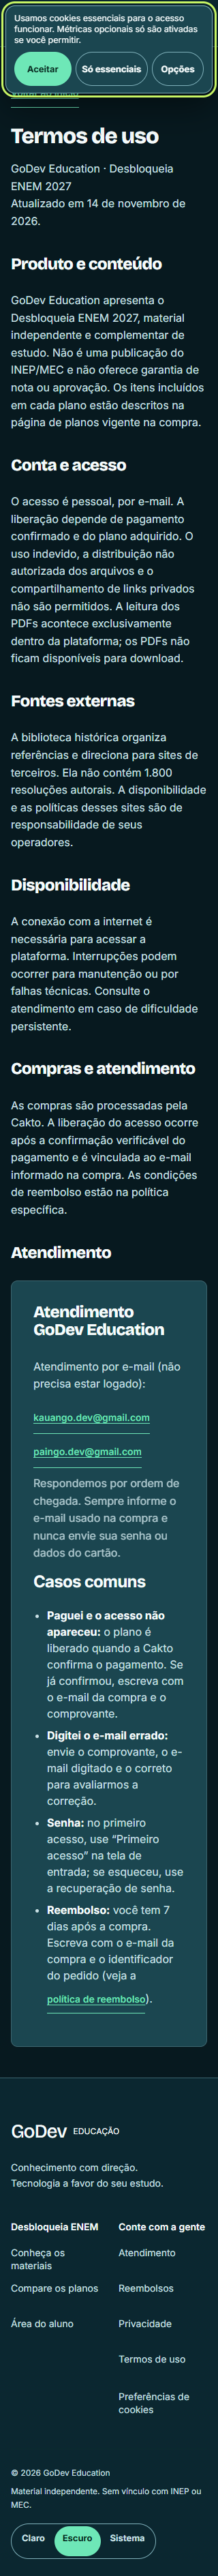 Usamos cookies essenciais para o acesso
funcionar. Métricas opcionais só são ativadas
se você permitir.
Aceitar
Só essenciais
Opções
Termos de uso
GoDev Education · Desbloqueia
ENEM 2027
Atualizado em 14 de novembro de
2026.
Produto e conteúdo
GoDev Education apresenta o
Desbloqueia ENEM 2027, material
independente e complementar de
estudo. Não é uma publicação do
INEP/MEC e não oferece garantia de
nota ou aprovação. Os itens incluídos
em cada plano estão descritos na
página de planos vigente na compra.
Conta e acesso
O acesso é pessoal, por e-mail. A
liberação depende de pagamento
confirmado e do plano adquirido. O
uso indevido, a distribuição não
autorizada dos arquivos e o
compartilhamento de links privados
não são permitidos. A leitura dos
PDFs acontece exclusivamente
dentro da plataforma; os PDFs não
ficam disponíveis para download.
Fontes externas
A biblioteca histórica organiza
referências e direciona para sites de
terceiros. Ela não contém 1.800
resoluções autorais. A disponibilidade
e as políticas desses sites são de
responsabilidade de seus
operadores.
Disponibilidade
A conexão com a internet é
necessária para acessar a
plataforma. Interrupções podem
ocorrer para manutenção ou por
falhas técnicas. Consulte o
atendimento em caso de dificuldade
persistente.
Compras e atendimento
As compras são processadas pela
Cakto. A liberação do acesso ocorre
após a confirmação verificável do
pagamento e é vinculada ao e-mail
informado na compra. As condições
de reembolso estão na política
específica.
Atendimento
Atendimento
GoDev Education
Atendimento por e-mail (não
precisa estar logado):
kauango.dev@gmail.com
paingo.dev@gmail.com
Respondemos por ordem de
chegada. Sempre informe o
e-mail usado na compra e
nunca envie sua senha ou
dados do cartão.
Casos comuns
• Paguei e o acesso não
apareceu: o plano é
liberado quando a Cakto
confirma o pagamento. Se
já confirmou, escreva com
o e-mail da compra e o
comprovante.
• Digitei o e-mail errado:
envie o comprovante, o e-
mail digitado e o correto
para avaliarmos a
correção.
• Senha: no primeiro
acesso, use “Primeiro
acesso” na tela de
entrada; se esqueceu, use
a recuperação de senha.
• Reembolso: você tem 7
dias após a compra.
Escreva com o e-mail da
compra e o identificador
do pedido (veja a
política de reembolso).
GoDev EDUCAÇÃO
Conhecimento com direção.
Tecnologia a favor do seu estudo.
Desbloqueia ENEM
Conheça os
materiais
Compare os planos
Área do aluno
Conte com a gente
Atendimento
Reembolsos
Privacidade
Termos de uso
Preferências de
cookies
© 2026 GoDev Education
Material independente. Sem vínculo com INEP ou
MEC.
Claro
Escuro
Sistema